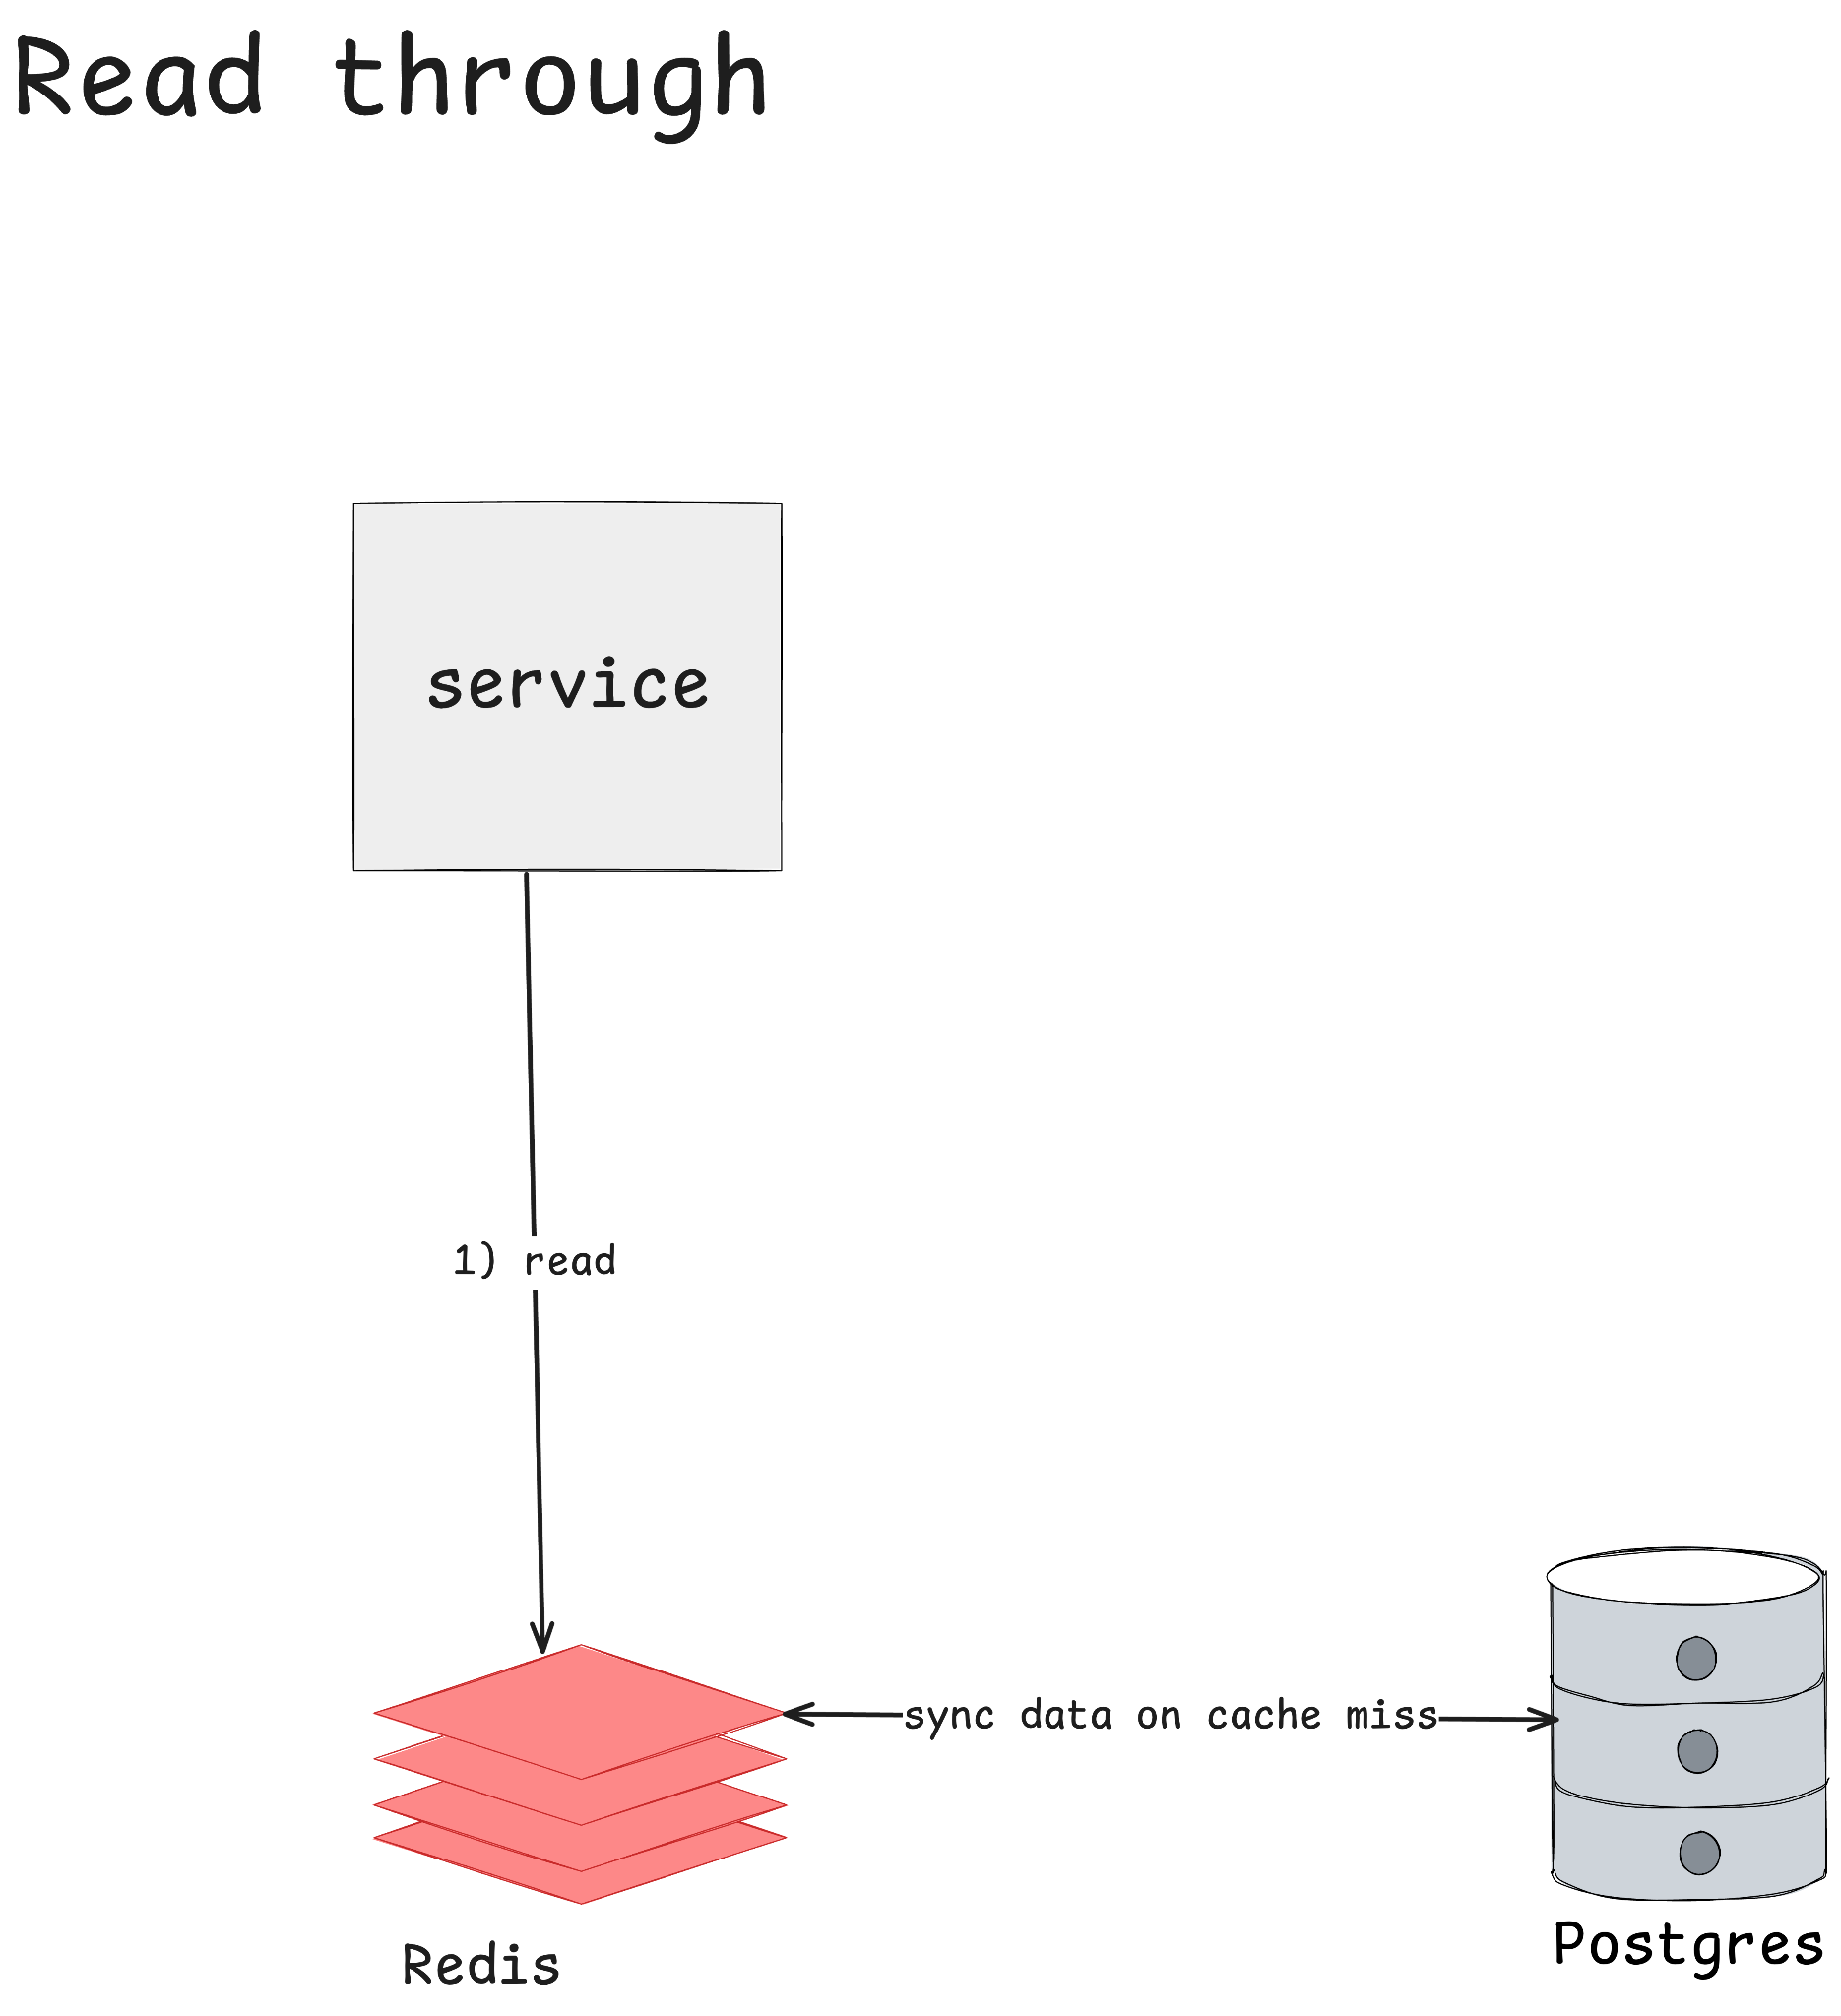 Read through
service
1) read
sync data on cache miss
Redis
Postgres